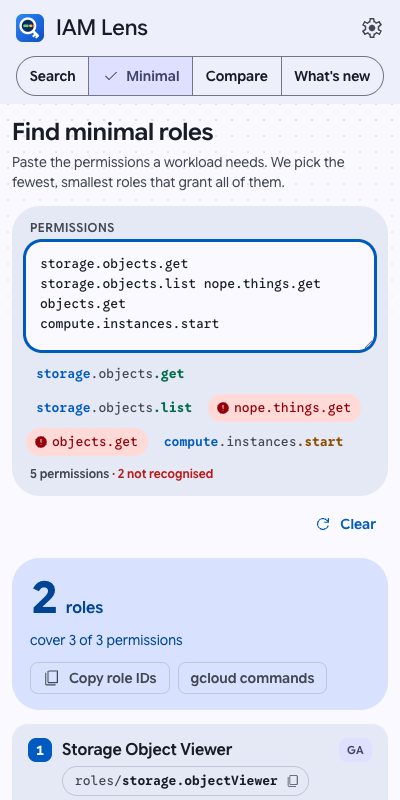 IAM Lens
Search Minimal Compare What's new
Find minimal roles
Paste the permissions a workload needs. We pick the
fewest, smallest roles that grant all of them.
PERMISSIONS
storage.objects.get
storage.objects.list nope.things.get
objects.get
compute.instances.start
storage.objects.get
storage.objects.list nope.things.get
objects.get compute.instances.start
5 permissions · 2 not recognised
Clear
2 roles
cover 3 of 3 permissions
Copy role IDs gcloud commands
1 Storage Object Viewer GA
roles/storage.objectViewer